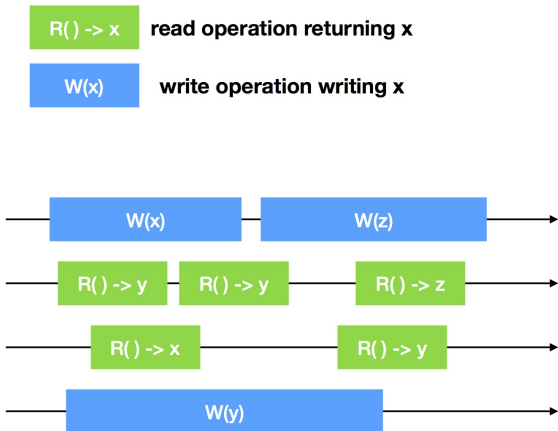 R( ) -> x read operation returning x
W(x) write operation writing x
W(x) W(z)
R( ) -> y R( ) -> y R( ) -> z
R( ) -> x R( ) -> y
W(y)